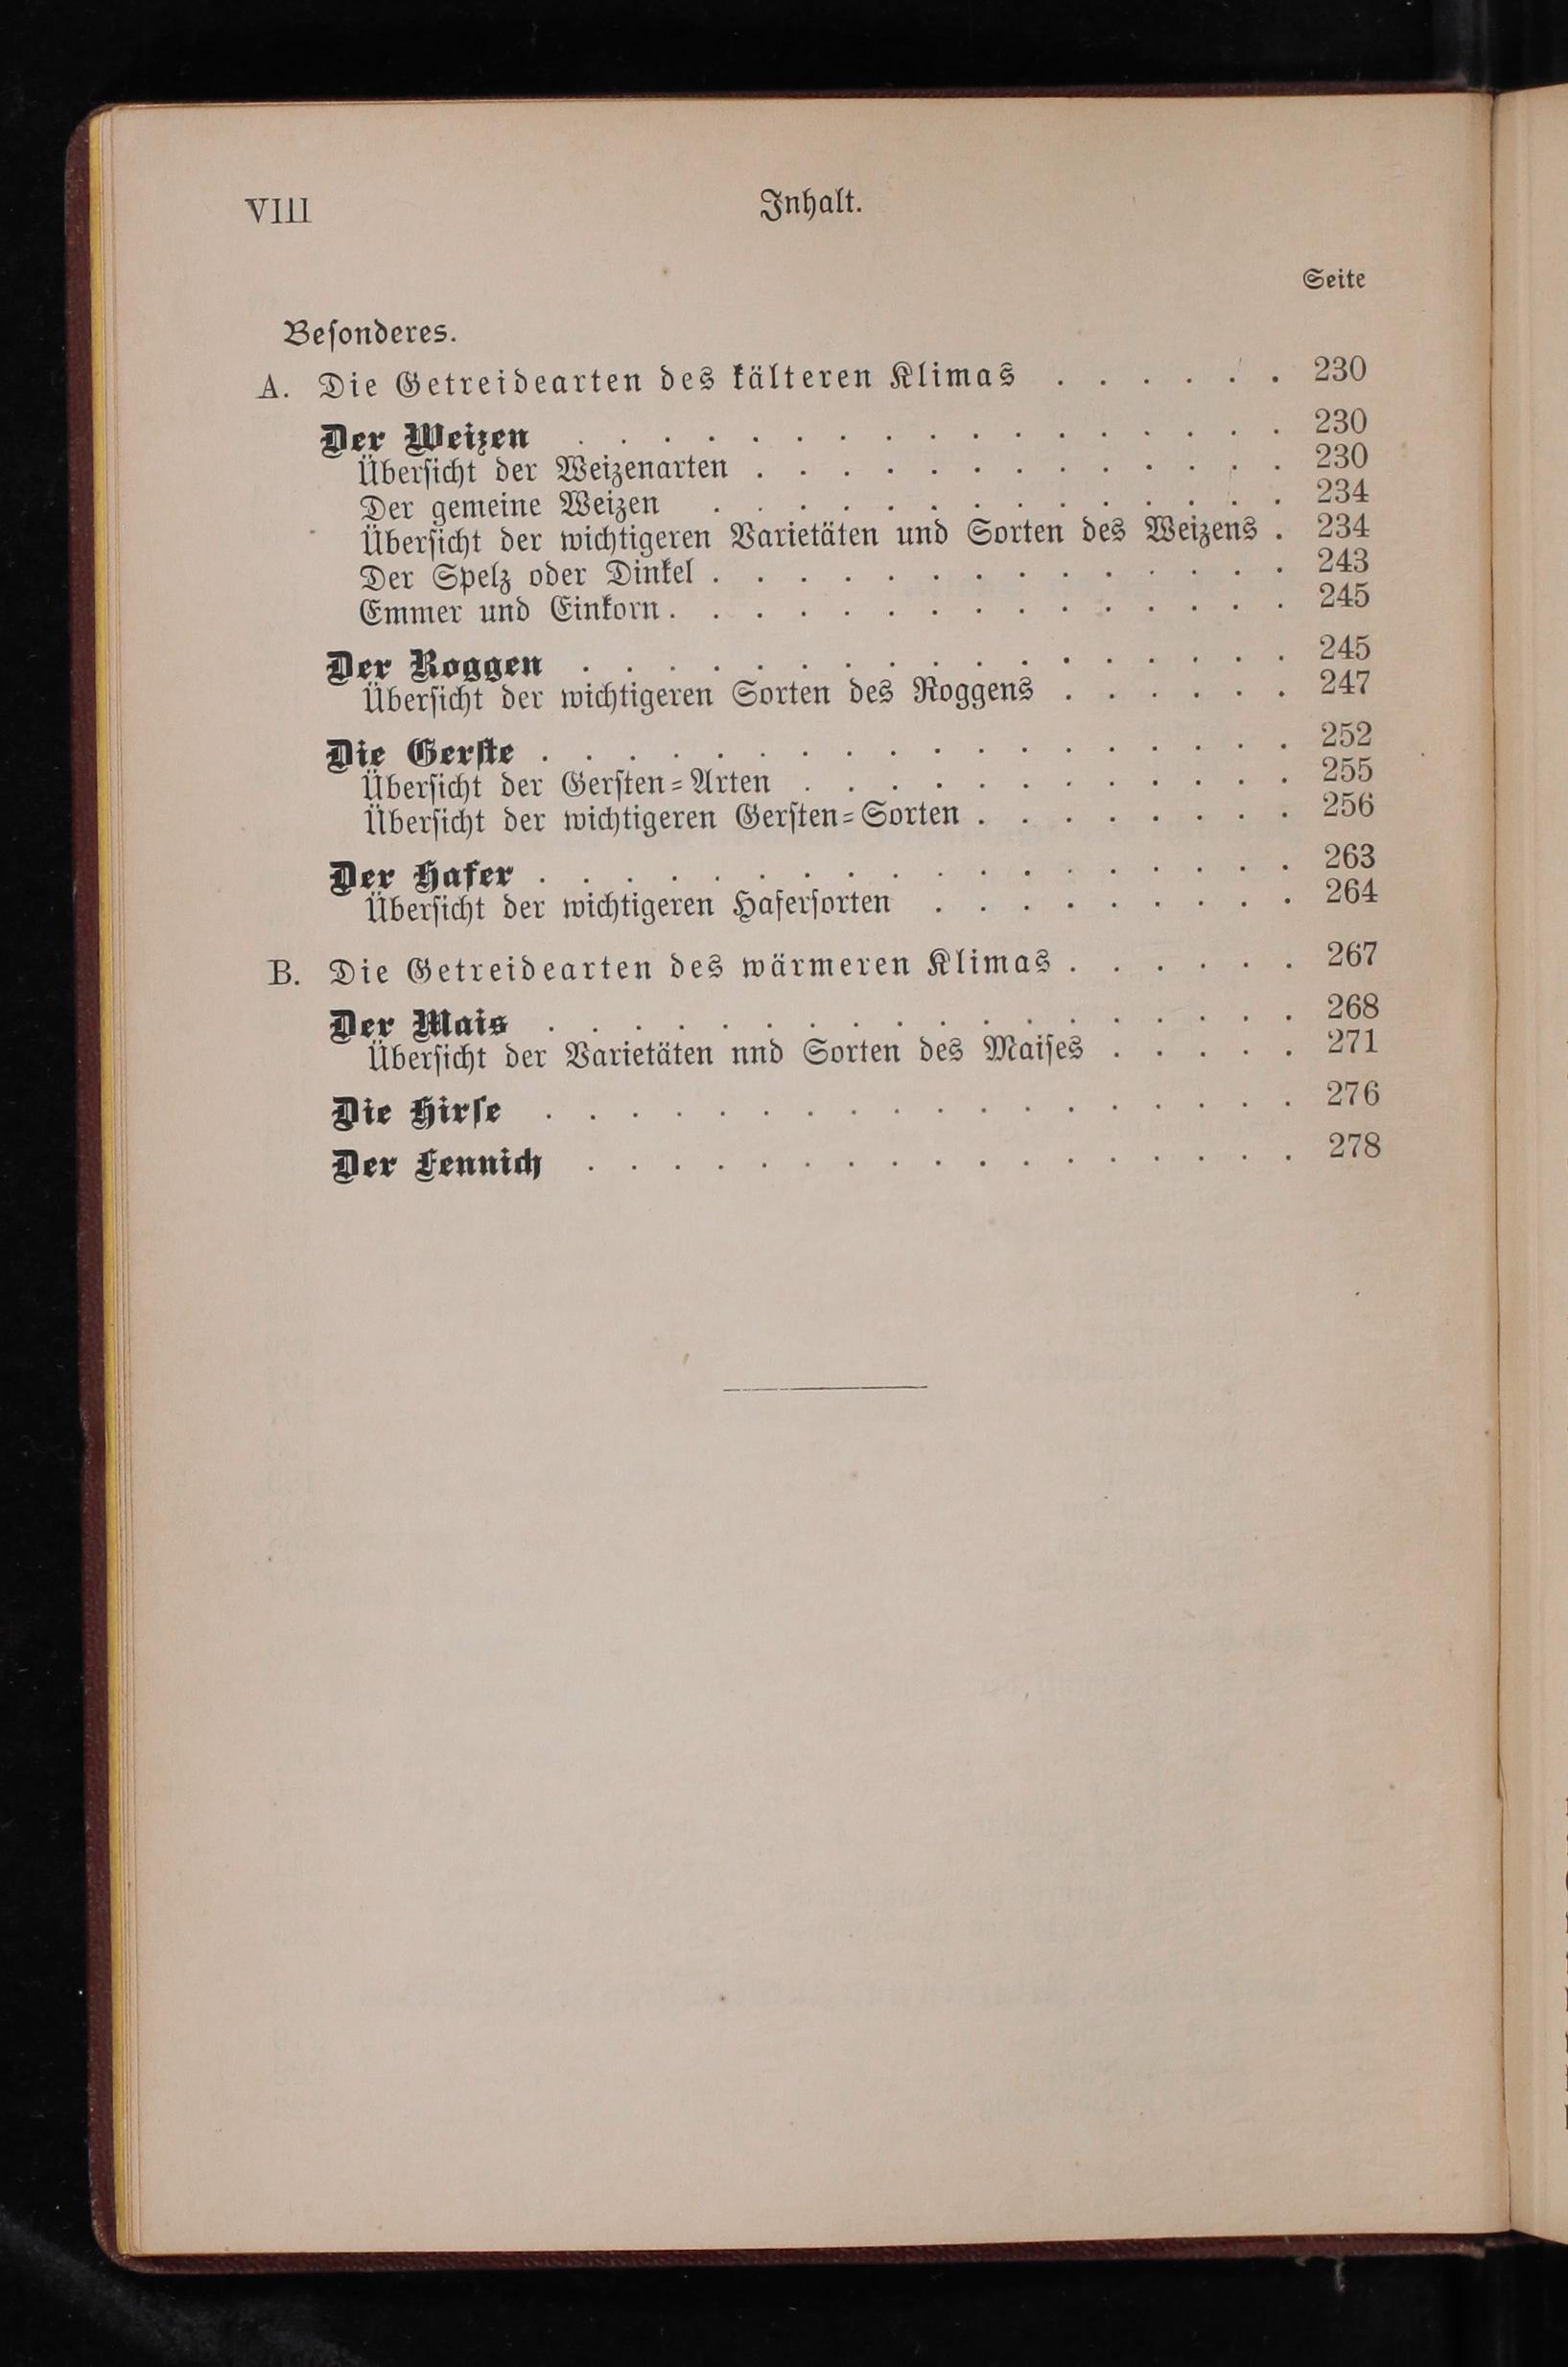 VIII
Inhalt.
Seite
Beſonderes.
A. Die Getreidearten des kälteren Klimas . . . . . . 230
Der Weizen . . . . . . . . . . . . . . . . . 230
Überſicht der Weizenarten . . . . . . . . . . . . . 230
Der gemeine Weizen . . . . . . . . . . . . . . 234
Überſicht der wichtigeren Varietäten und Sorten des Weizens . 234
Der Spelz oder Dinkel . . . . . . . . . . . . . . 243
Emmer und Einkorn . . . . . . . . . . . . . . . 245
Der Roggen . . . . . . . . . . . . . . . . . 245
Überſicht der wichtigeren Sorten des Roggens . . . . . . 247
Die Gerſte . . . . . . . . . . . . . . . . . . 252
Überſicht der Gerſten-Arten . . . . . . . . . . . . 255
Überſicht der wichtigeren Gerſten-Sorten . . . . . . . . 256
Der Hafer . . . . . . . . . . . . . . . . . . 263
Überſicht der wichtigeren Haferſorten . . . . . . . . . 264
B. Die Getreidearten des wärmeren Klimas . . . . . . 267
Der Mais . . . . . . . . . . . . . . . . . . 268
Überſicht der Varietäten nnd Sorten des Maiſes . . . . . 271
Die Hirſe . . . . . . . . . . . . . . . . . . 276
Der Fennich . . . . . . . . . . . . . . . . . 278